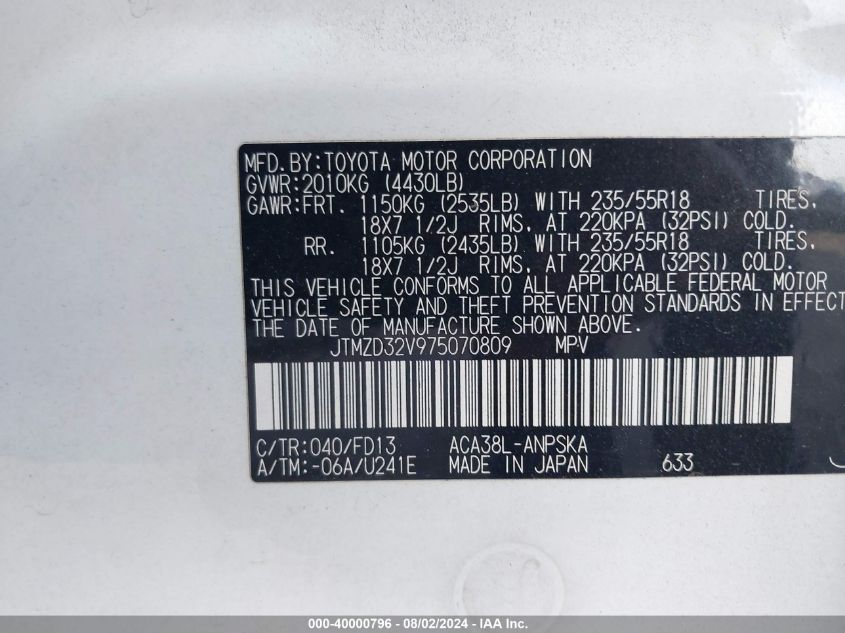 MFD. BY: TOYOTA MOTOR CORPORATION
GVWR: 2010KG (4430LB)
GAWR: FRT. 1150KG (2535LB) WITH 235/55R18 TIRES,
18X7 1/2J RIMS, AT 220KPA (32PSI) COLD.
RR. 1105KG (2435LB) WITH 235/55R18 TIRES,
18X7 1/2J RIMS, AT 220KPA (32PSI) COLD.
THIS VEHICLE CONFORMS TO ALL APPLICABLE FEDERAL MOTOR
VEHICLE SAFETY AND THEFT PREVENTION STANDARDS IN EFFECT
THE DATE OF MANUFACTURE SHOWN ABOVE.
JTMZD32V975070809 MPV
C/TR: 040/FD13 ACA38L-ANPSKA
A/TM: -06A/U241E MADE IN JAPAN 633
000-40000796 - 08/02/2024 - IAA Inc.